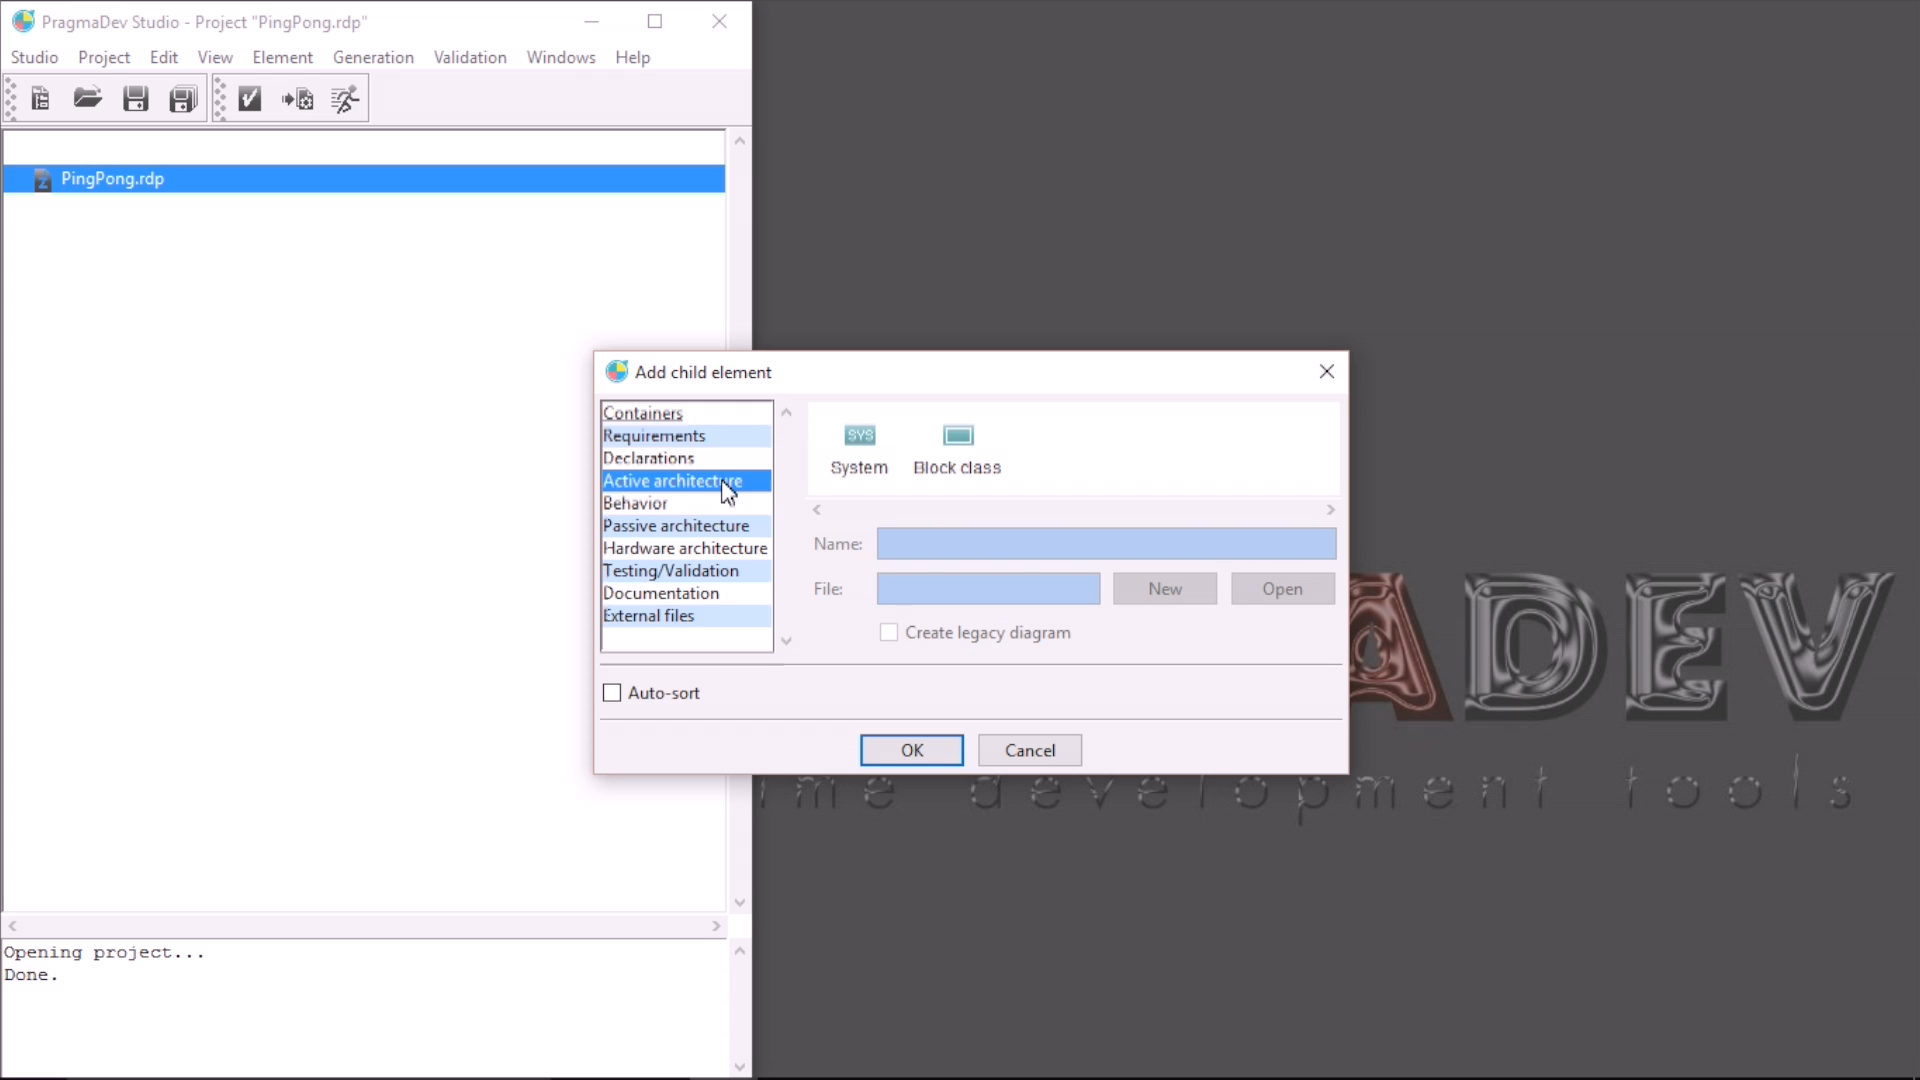 PragmaDev Studio - Project "PingPong.rdp"
Studio Project Edit View Element Generation Validation Windows Help
PingPong.rdp
Add child element
Containers
Requirements
Declarations
Active architecture
Behavior
Passive architecture
Hardware architecture
Testing/Validation
Documentation
External files
SYS
System Block class
Name:
File: New Open
Create legacy diagram
Auto-sort
OK Cancel
ADEV
ime development tools
Opening project...
Done.